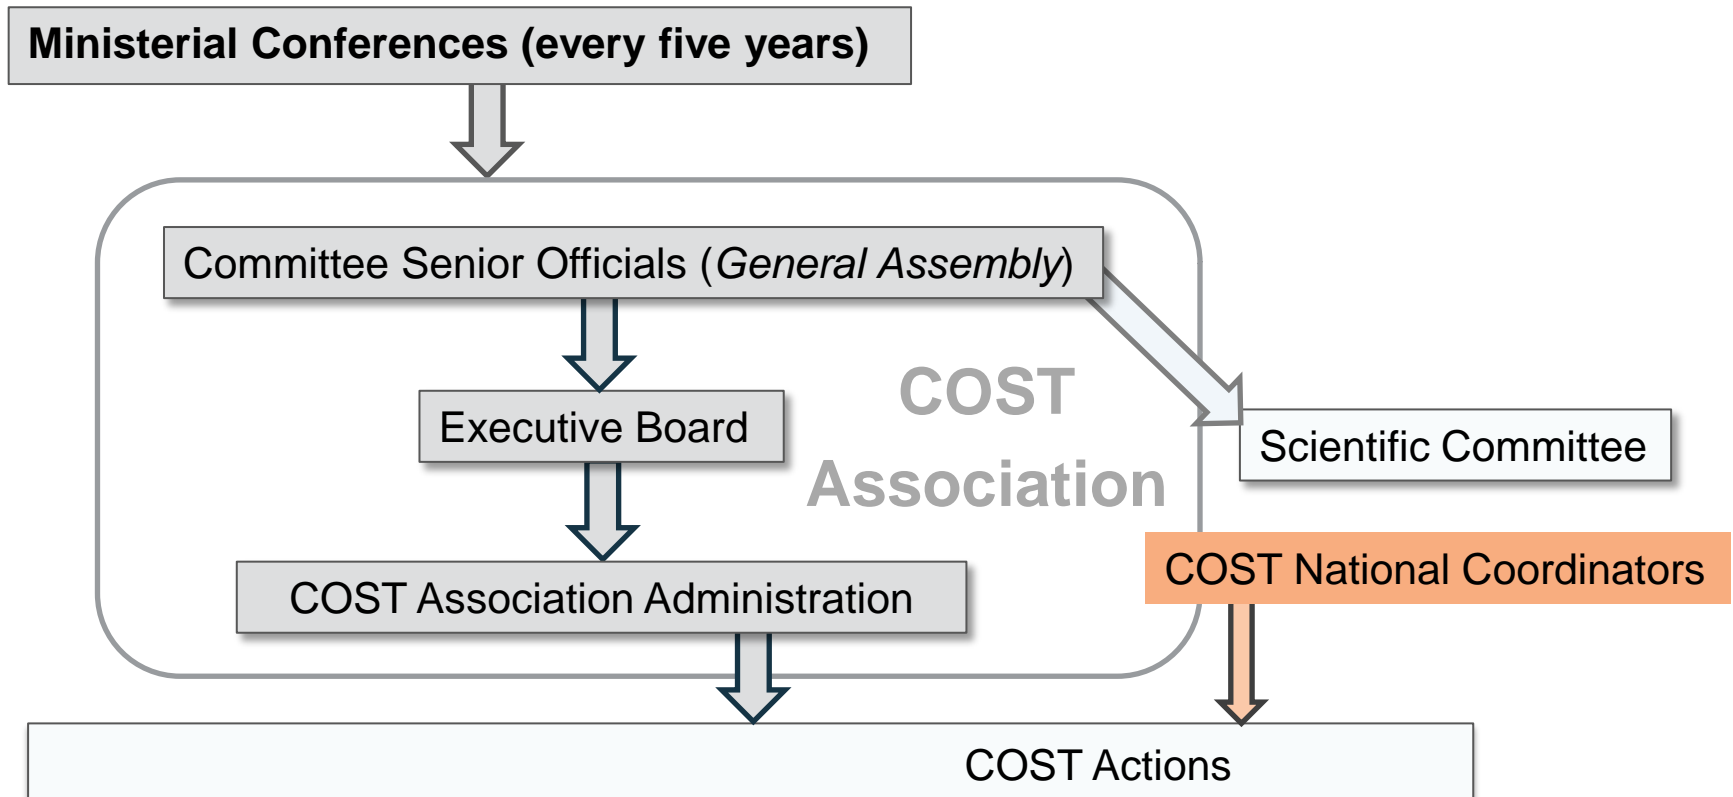 Ministerial Conferences (every five years)
Committee Senior Officials (General Assembly)
COST
Association
Executive Board
Scientific Committee
COST National Coordinators
COST Association Administration
COST Actions